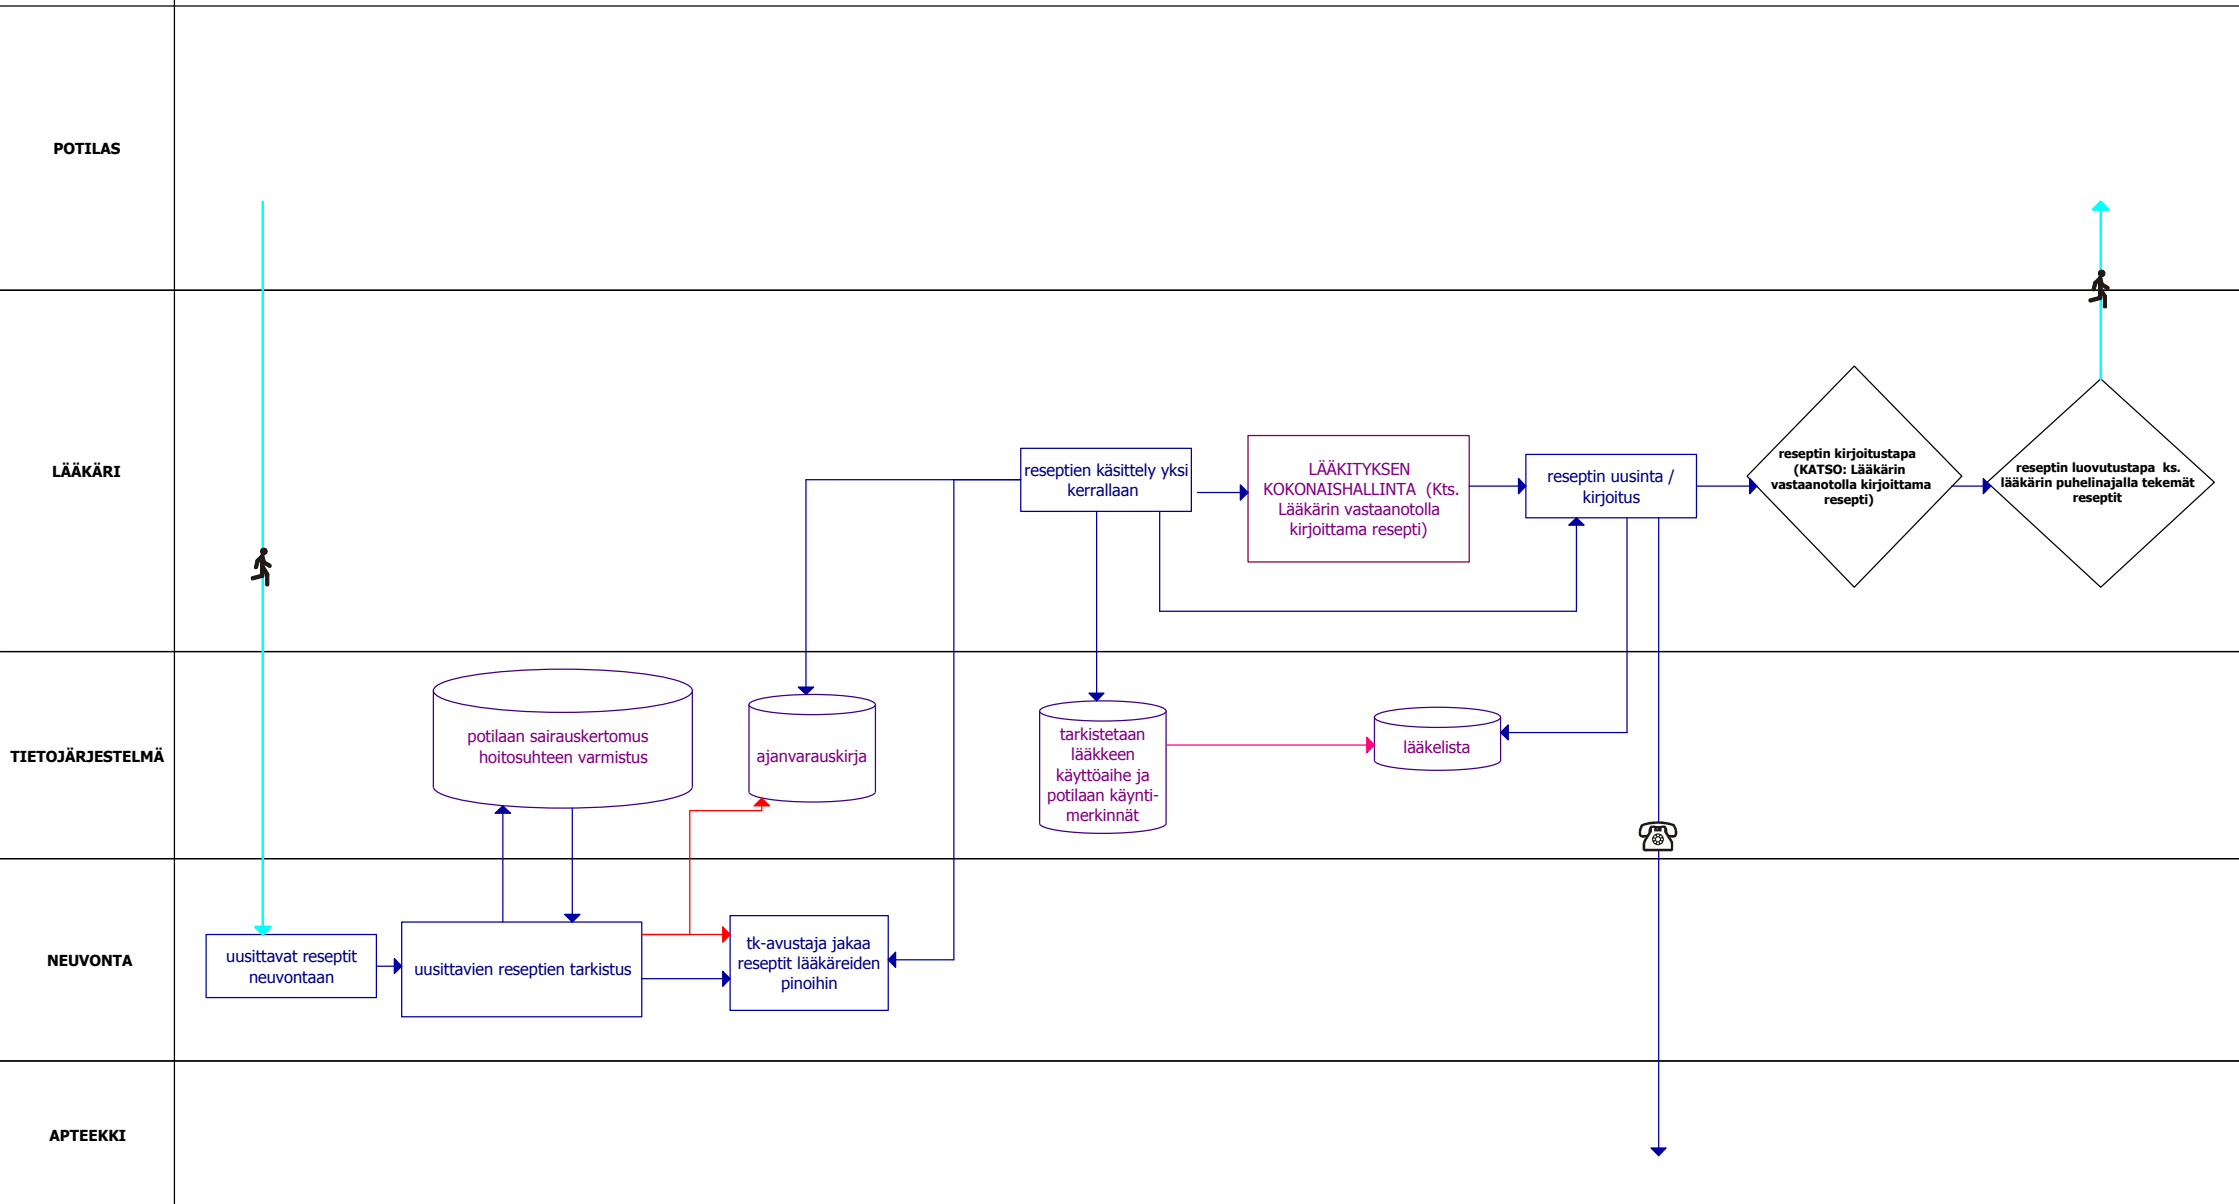 POTILAS
LÄÄKÄRI
reseptien käsittely yksi
kerrallaan
LÄÄKITYKSEN
KOKONAISHALLINTA (Kts.
Lääkärin vastaanotolla
kirjoittama resepti)
reseptin uusinta /
kirjoitus
reseptin kirjoitustapa
(KATSO: Lääkärin
vastaanotolla kirjoittama
resepti)
reseptin luovutustapa ks.
lääkärin puhelinajalla tekemät
reseptit
TIETOJÄRJESTELMÄ
potilaan sairauskertomus
hoitosuhteen varmistus
ajanvarauskirja
tarkistetaan
lääkkeen
käyttöaihe ja
potilaan käynti-
merkinnät
lääkelista
NEUVONTA
uusittavat reseptit
neuvontaan
uusittavien reseptien tarkistus
tk-avustaja jakaa
reseptit lääkäreiden
pinoihin
APTEEKKI